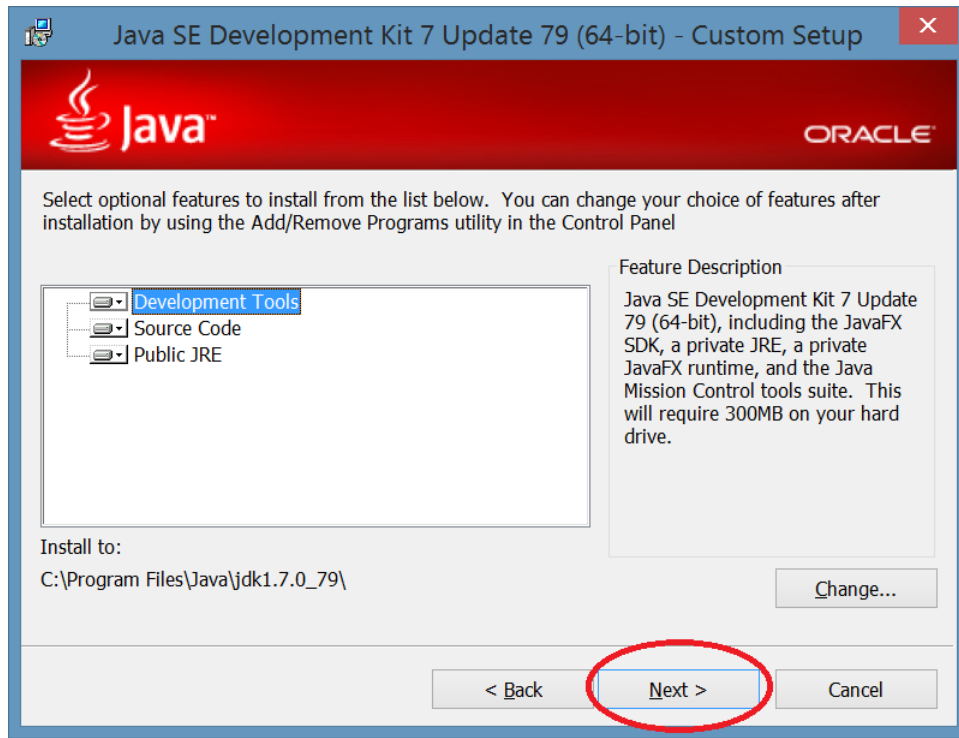 Java SE Development Kit 7 Update 79 (64-bit) - Custom Setup
Java™
ORACLE®
Select optional features to install from the list below.  You can change your choice of features after
installation by using the Add/Remove Programs utility in the Control Panel
Development Tools
Source Code
Public JRE
Feature Description
Java SE Development Kit 7 Update
79 (64-bit), including the JavaFX
SDK, a private JRE, a private
JavaFX runtime, and the Java
Mission Control tools suite.  This
will require 300MB on your hard
drive.
Install to:
C:\Program Files\Java\jdk1.7.0_79\
Change...
< Back
Next >
Cancel